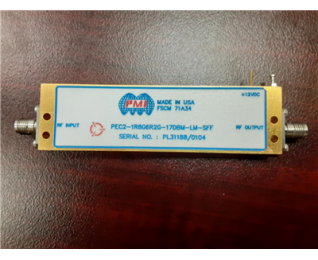 +12VDC
PMI
MADE IN USA
FSCM 71A34
RF INPUT
RF OUTPUT
PEC2-1R806R2G-17DBM-LM-SFF
SERIAL NO. : PL31188/0104